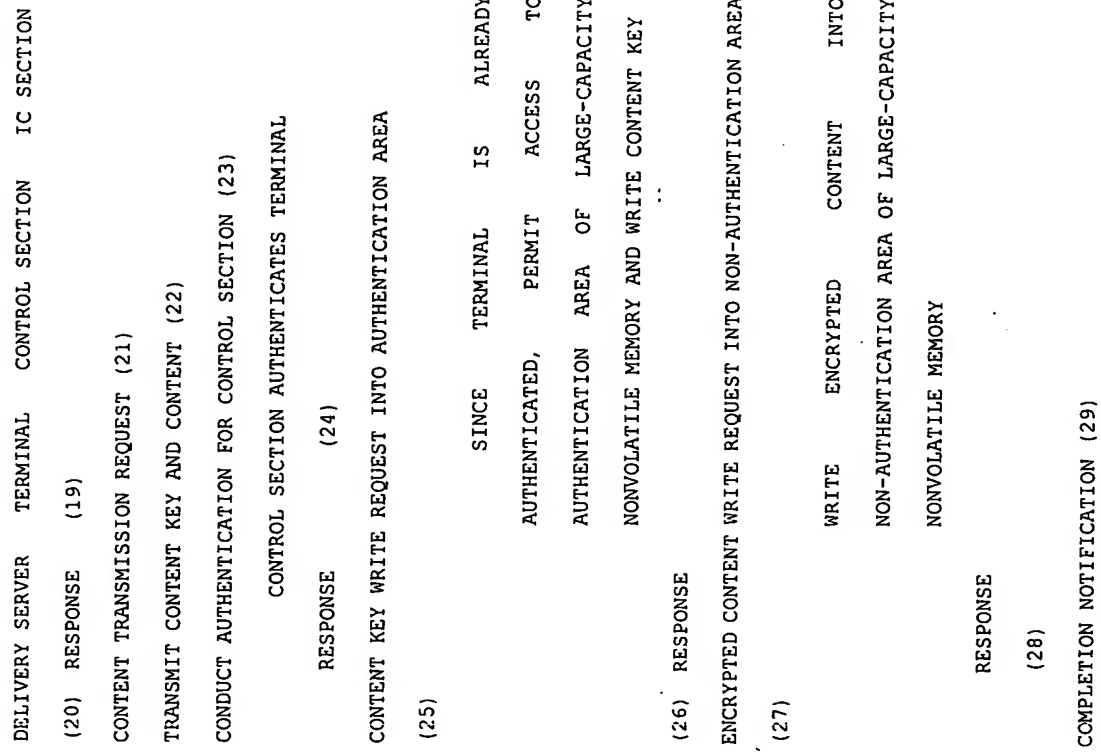 DELIVERY SERVER TERMINAL CONTROL SECTION IC SECTION
(20) RESPONSE (19)
CONTENT TRANSMISSION REQUEST (21)
TRANSMIT CONTENT KEY AND CONTENT (22)
CONDUCT AUTHENTICATION FOR CONTROL SECTION (23)
CONTROL SECTION AUTHENTICATES TERMINAL
RESPONSE (24)
CONTENT KEY WRITE REQUEST INTO AUTHENTICATION AREA
(25)
SINCE TERMINAL IS ALREADY
AUTHENTICATED, PERMIT ACCESS TO
AUTHENTICATION AREA OF LARGE-CAPACITY
NONVOLATILE MEMORY AND WRITE CONTENT KEY
(26) RESPONSE
ENCRYPTED CONTENT WRITE REQUEST INTO NON-AUTHENTICATION AREA
(27)
WRITE ENCRYPTED CONTENT INTO
NON-AUTHENTICATION AREA OF LARGE-CAPACITY
NONVOLATILE MEMORY
RESPONSE
(28)
COMPLETION NOTIFICATION (29)